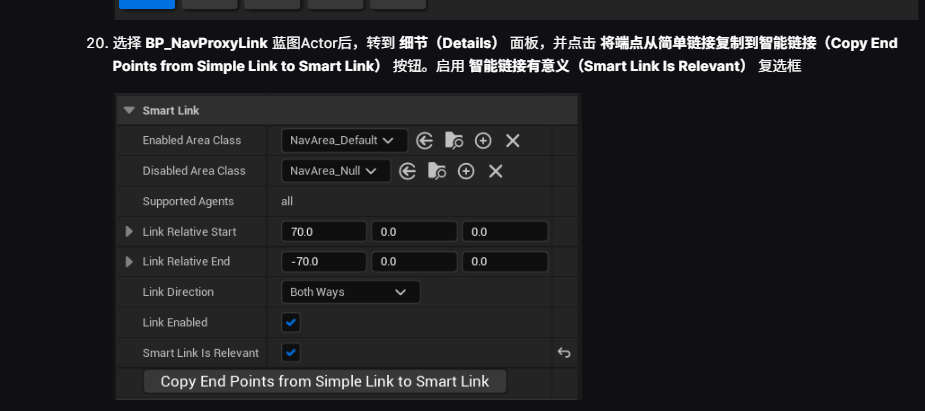 20. 选择 BP_NavProxyLink 蓝图Actor后，转到 细节（Details） 面板，并点击 将端点从简单链接复制到智能链接（Copy End
Points from Simple Link to Smart Link） 按钮。启用 智能链接有意义（Smart Link Is Relevant） 复选框
Smart Link
Enabled Area Class NavArea_Default
Disabled Area Class NavArea_Null
Supported Agents all
Link Relative Start 70.0 0.0 0.0
Link Relative End -70.0 0.0 0.0
Link Direction Both Ways
Link Enabled
Smart Link Is Relevant
Copy End Points from Simple Link to Smart Link